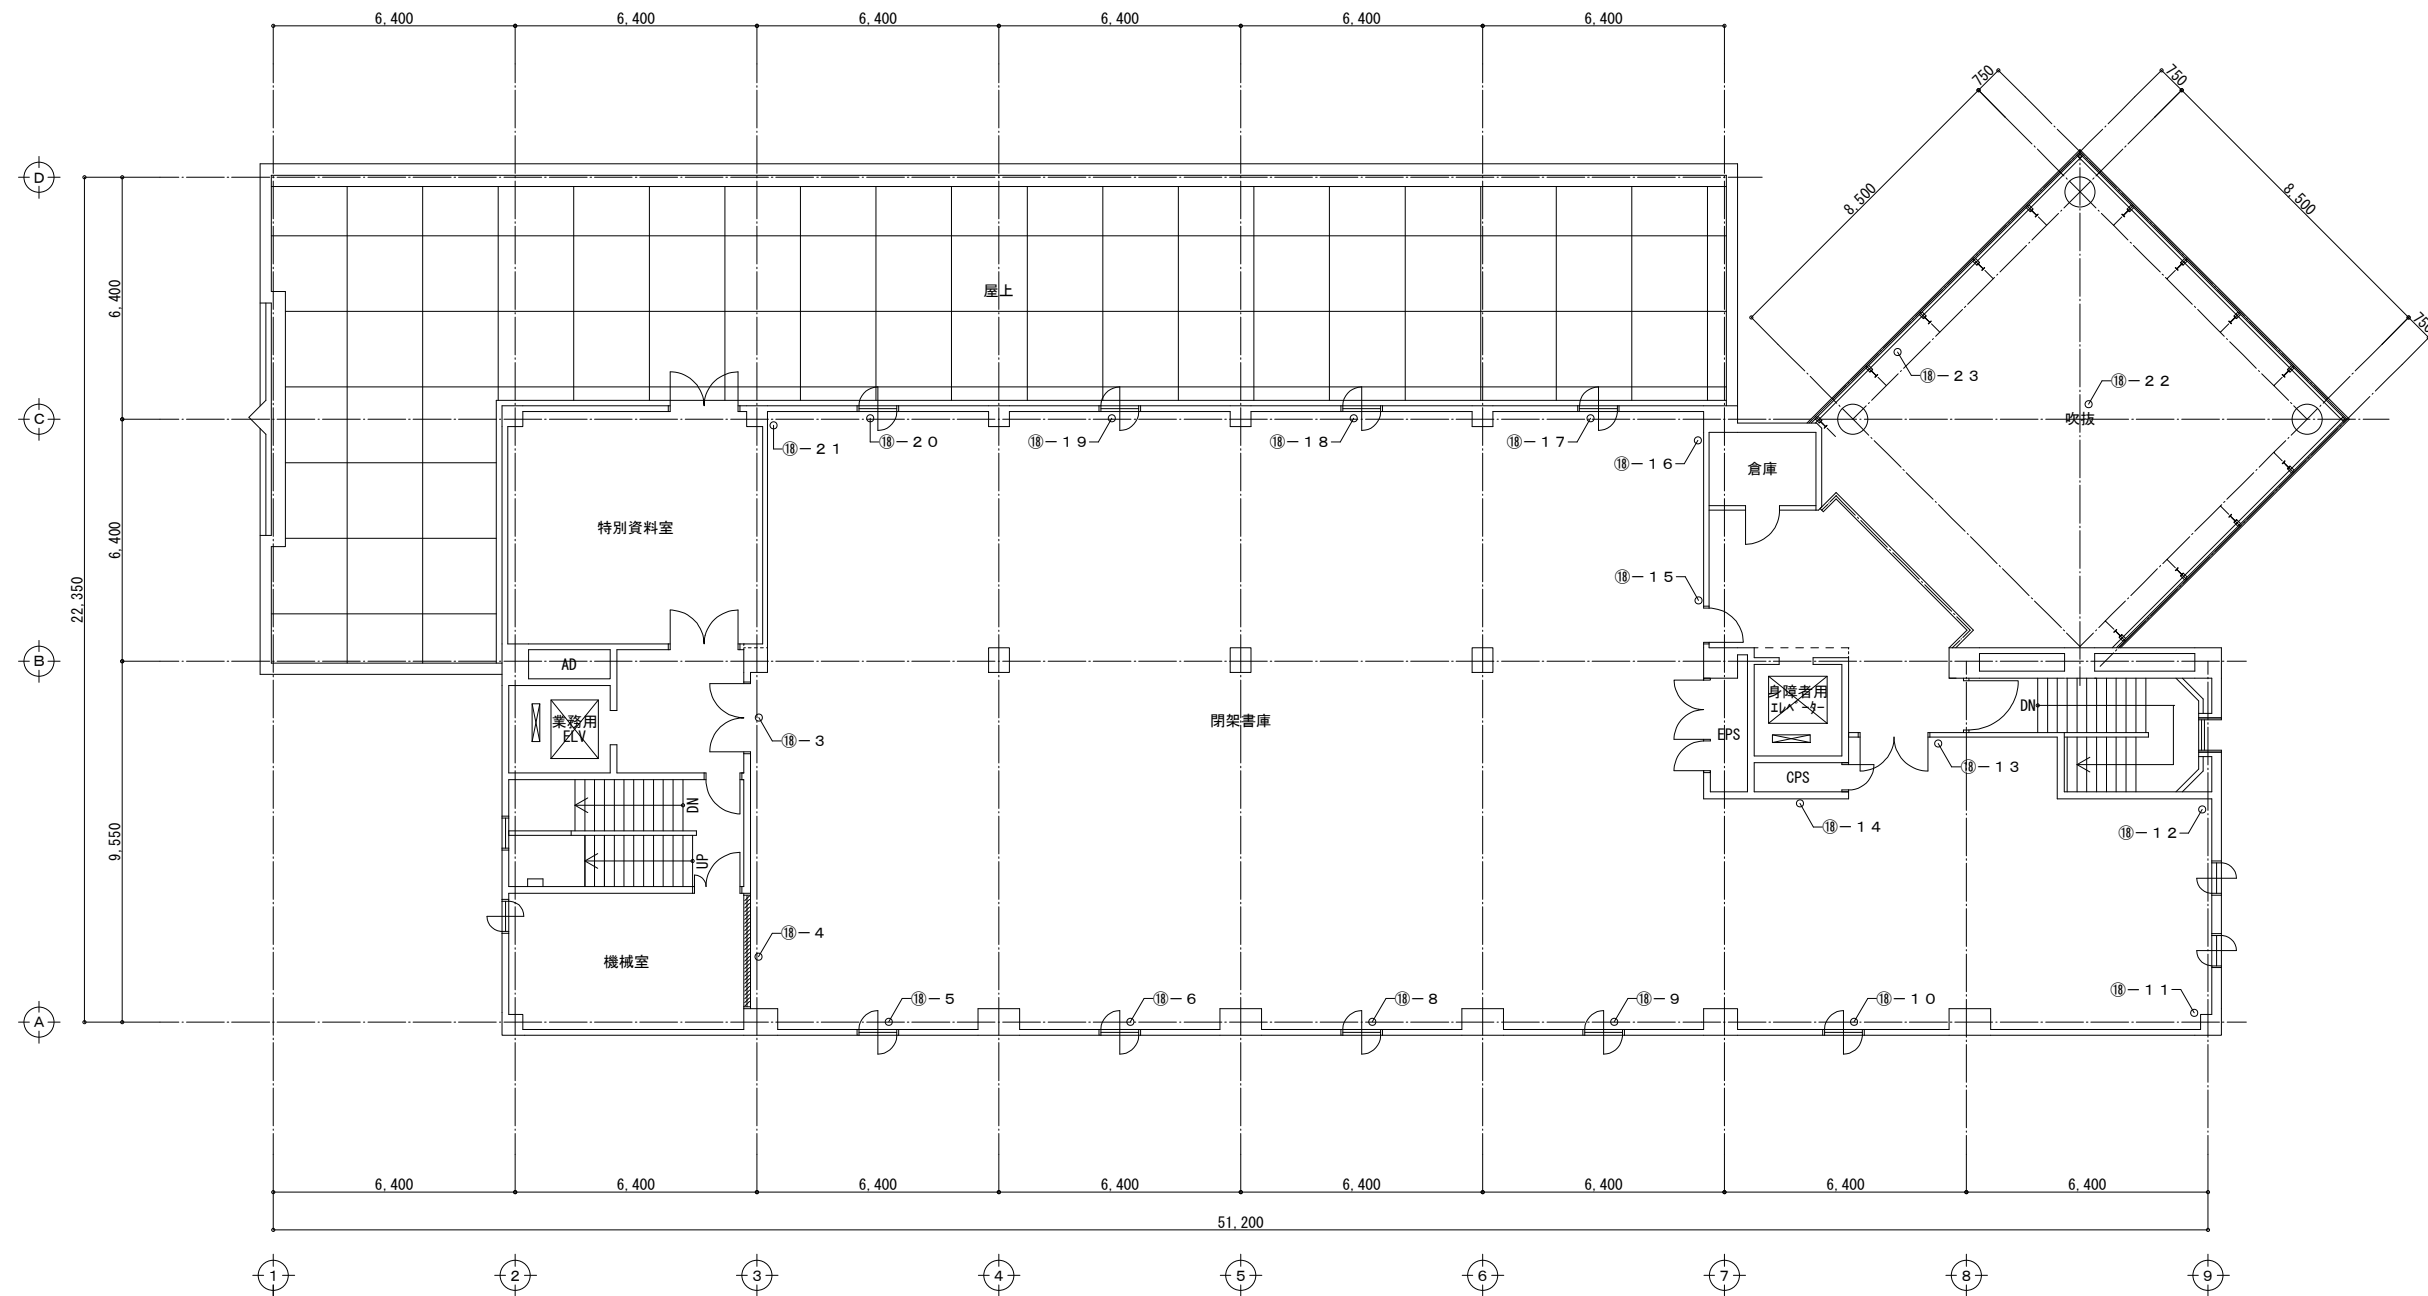 6,400 6,400 6,400 6,400 6,400 6,400
750 750
8,500 8,500
750
D
6,400
屋上
⑱-23
⑱-22
C
吹抜
⑱-21 ⑱-20 ⑱-19 ⑱-18 ⑱-17
⑱-16
倉庫
特別資料室
6,400
⑱-15
22,350
B
AD
身障者用
エレベーター
業務用
ELV
⑱-3
閉架書庫
EPS
DN
⑱-13
CPS
DN
⑱-14
⑱-12
9,550
UP
⑱-4
機械室
⑱-5 ⑱-6 ⑱-8 ⑱-9 ⑱-10
⑱-11
A
6,400 6,400 6,400 6,400 6,400 6,400 6,400 6,400
51,200
1 2 3 4 5 6 7 8 9